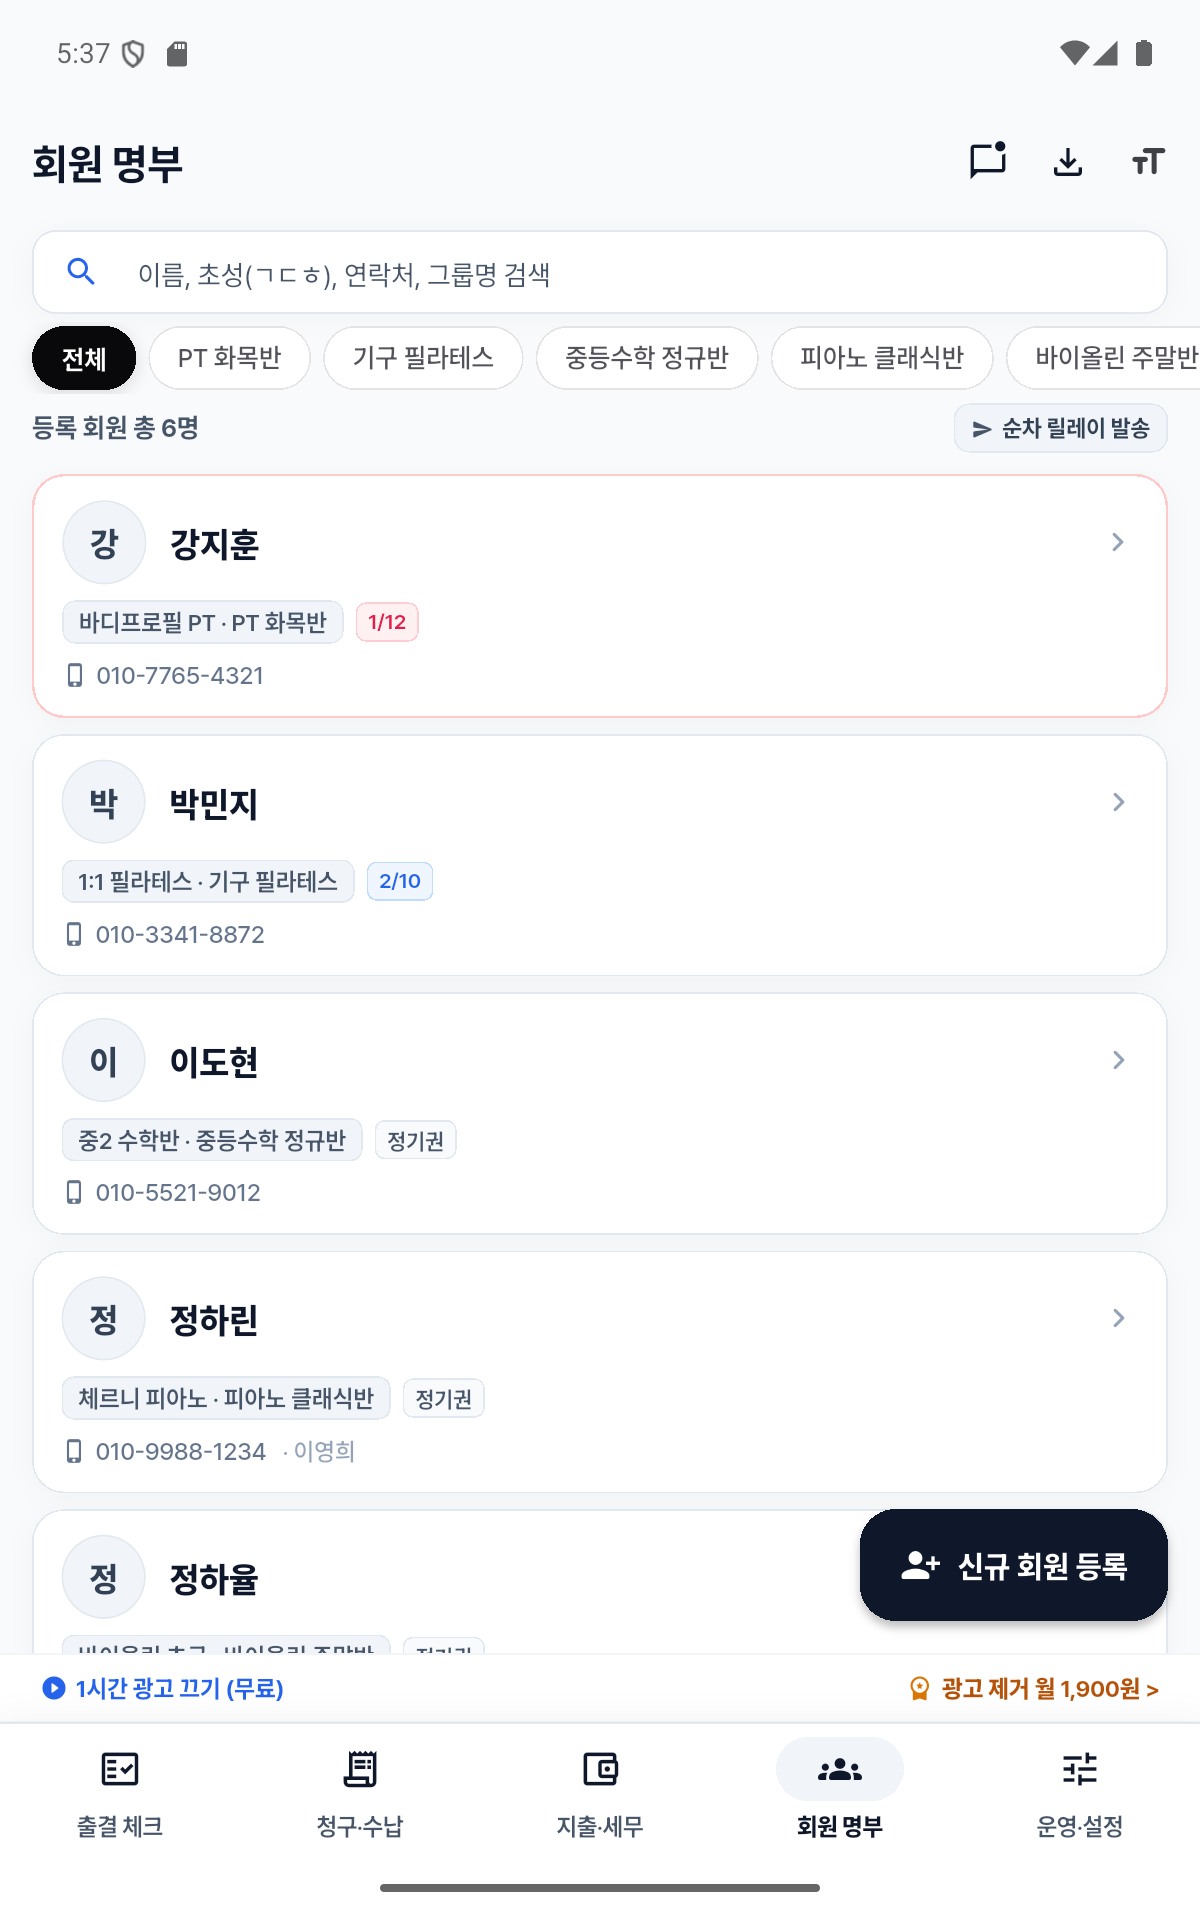 5:37
회원 명부
이름, 초성(ㄱㄷㅎ), 연락처, 그룹명 검색
전체 PT 화목반 기구 필라테스 중등수학 정규반 피아노 클래식반 바이올린 주말반
등록 회원 총 6명 순차 릴레이 발송
강 강지훈
바디프로필 PT · PT 화목반 1/12
010-7765-4321
박 박민지
1:1 필라테스 · 기구 필라테스 2/10
010-3341-8872
이 이도현
중2 수학반 · 중등수학 정규반 정기권
010-5521-9012
정 정하린
체르니 피아노 · 피아노 클래식반 정기권
010-9988-1234 · 이영희
정 정하율
신규 회원 등록
1시간 광고 끄기 (무료) 광고 제거 월 1,900원 >
출결 체크 청구·수납 지출·세무 회원 명부 운영·설정